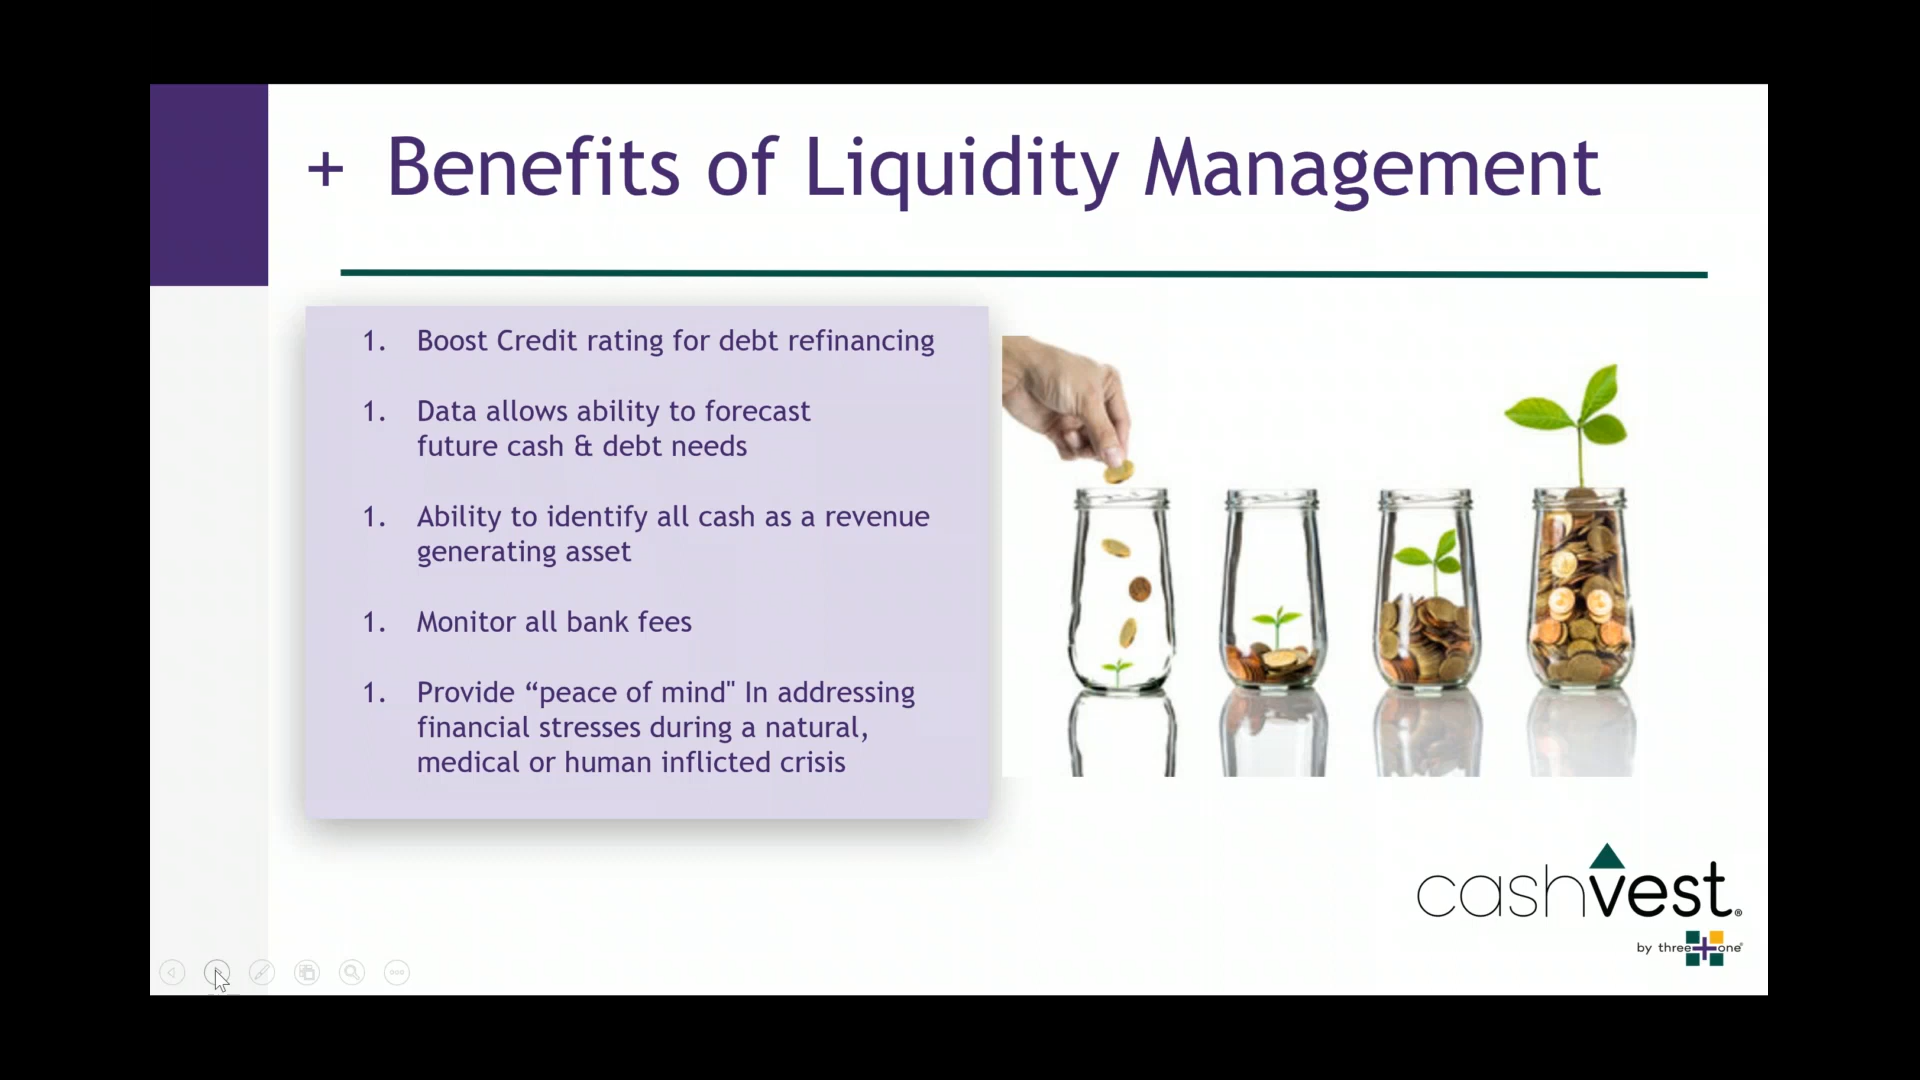 + Benefits of Liquidity Management
1. Boost Credit rating for debt refinancing
1. Data allows ability to forecast
future cash & debt needs
1. Ability to identify all cash as a revenue
generating asset
1. Monitor all bank fees
1. Provide “peace of mind" In addressing
financial stresses during a natural,
medical or human inflicted crisis
cashvest®
by three+one®